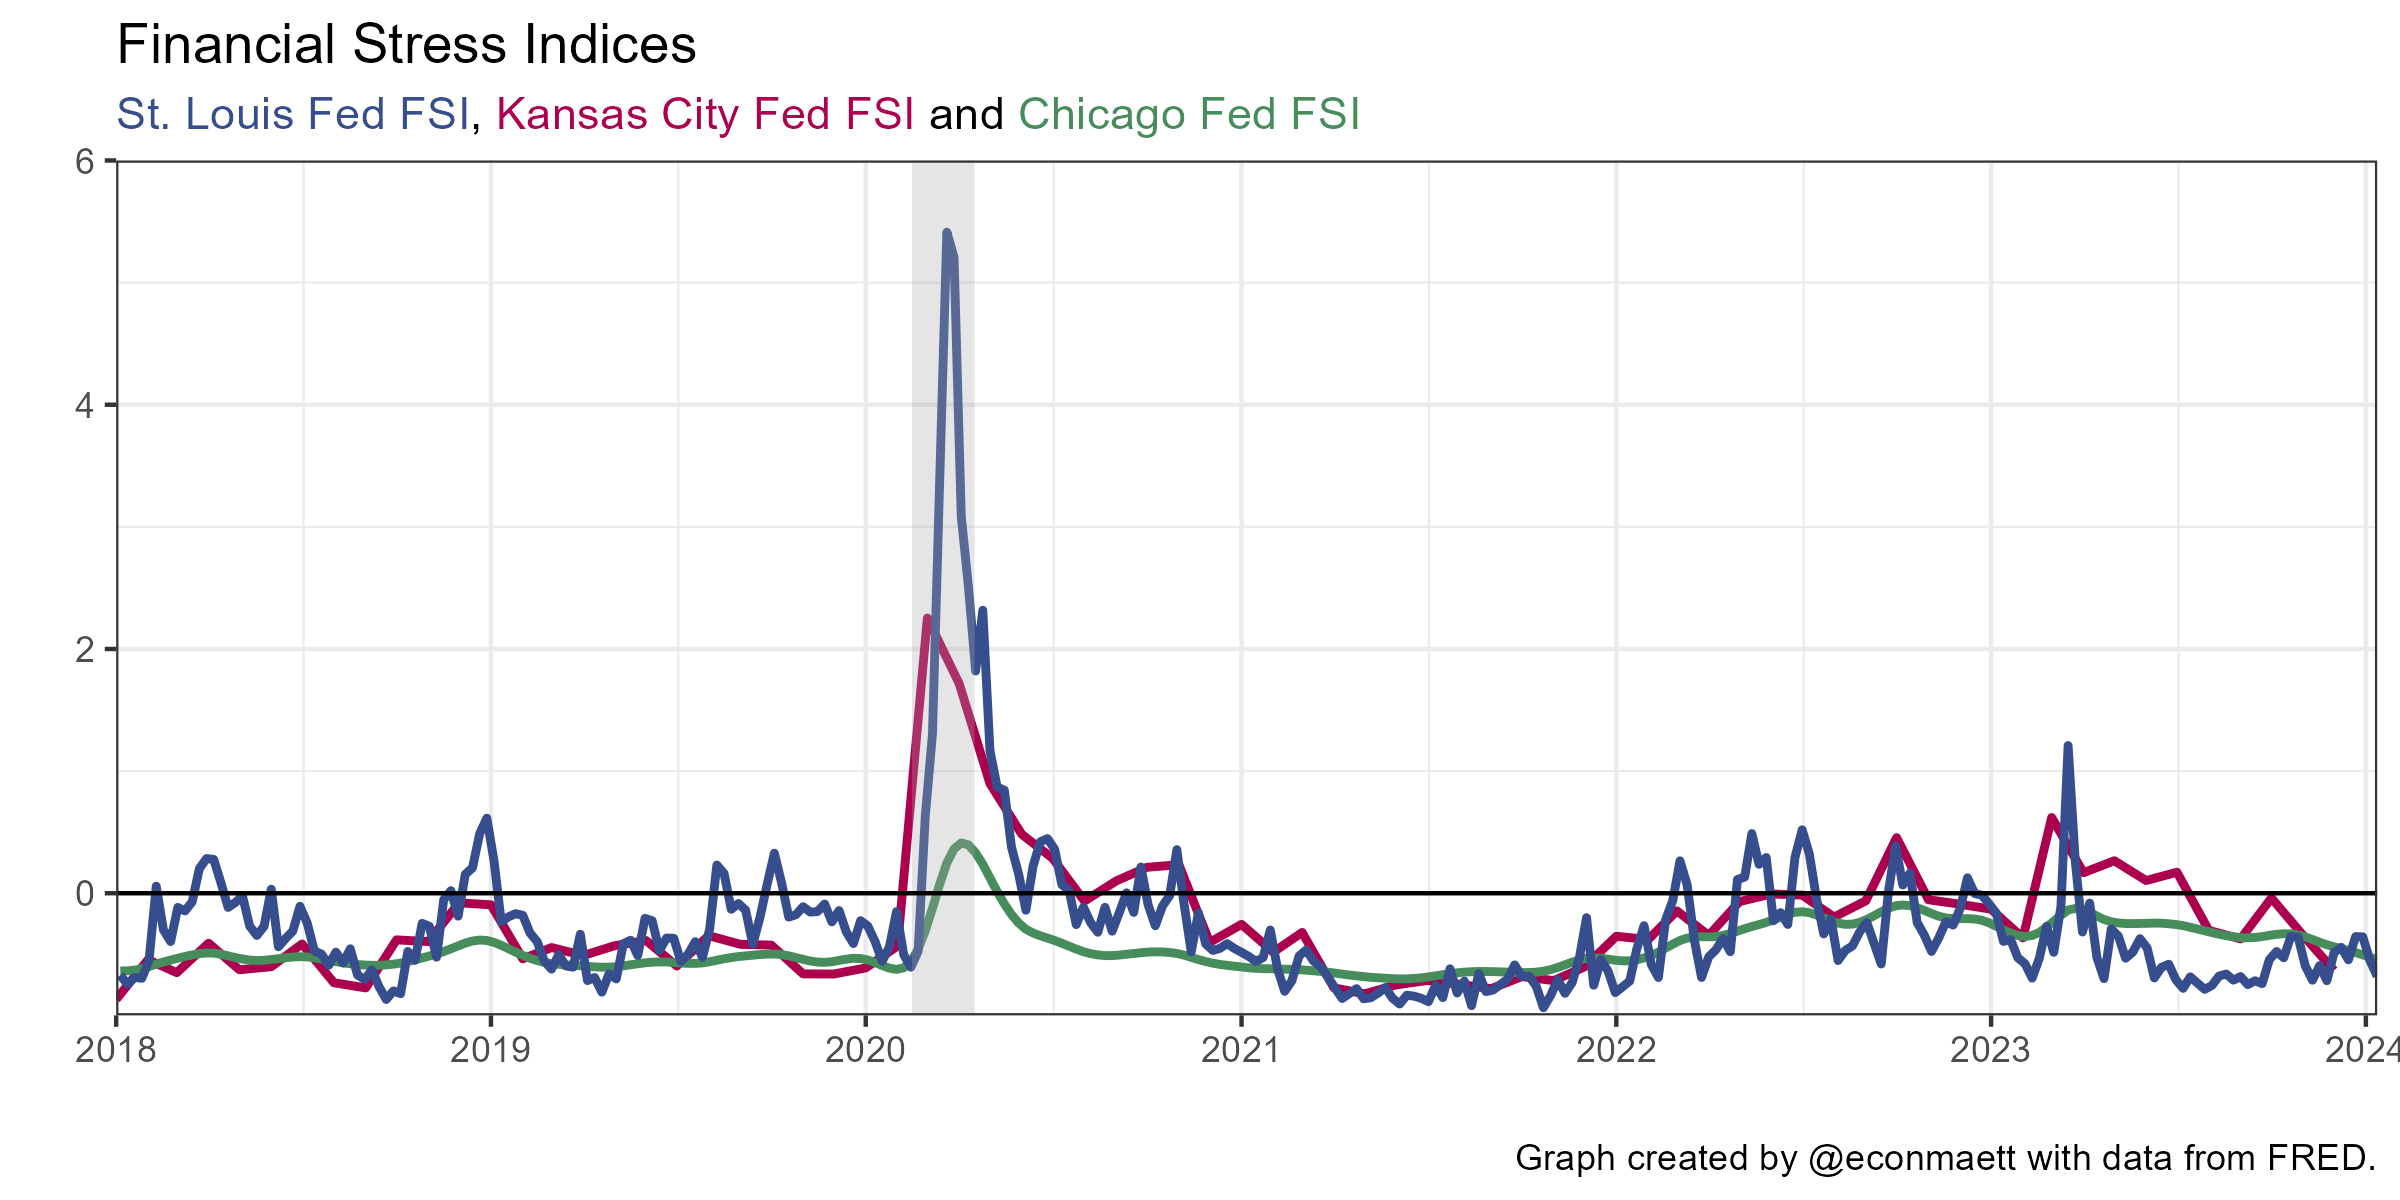 Financial Stress Indices
St. Louis Fed FSI, Kansas City Fed FSI and Chicago Fed FSI
6
4
2
0
2018 2019 2020 2021 2022 2023 2024
Graph created by @econmaett with data from FRED.